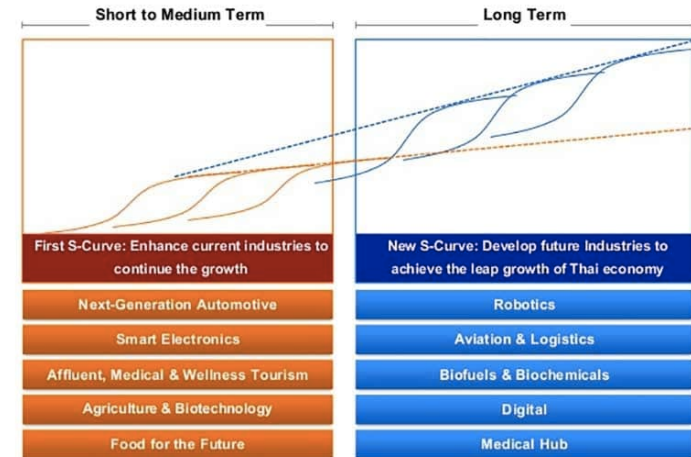 Short to Medium Term
Long Term
First S-Curve: Enhance current industries to
continue the growth
New S-Curve: Develop future Industries to
achieve the leap growth of Thai economy
Next-Generation Automotive
Smart Electronics
Affluent, Medical & Wellness Tourism
Agriculture & Biotechnology
Food for the Future
Robotics
Aviation & Logistics
Biofuels & Biochemicals
Digital
Medical Hub